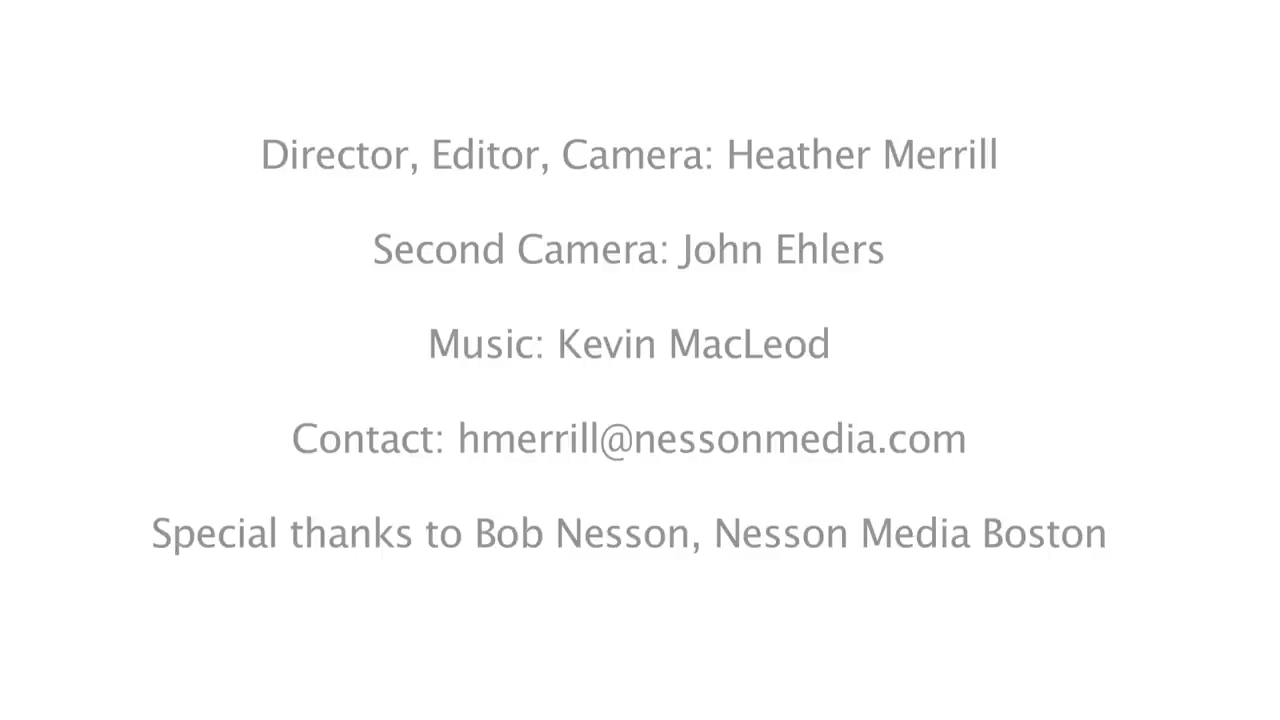 Director, Editor, Camera: Heather Merrill
Second Camera: John Ehlers
Music: Kevin MacLeod
Contact: hmerrill@nessonmedia.com
Special thanks to Bob Nesson, Nesson Media Boston